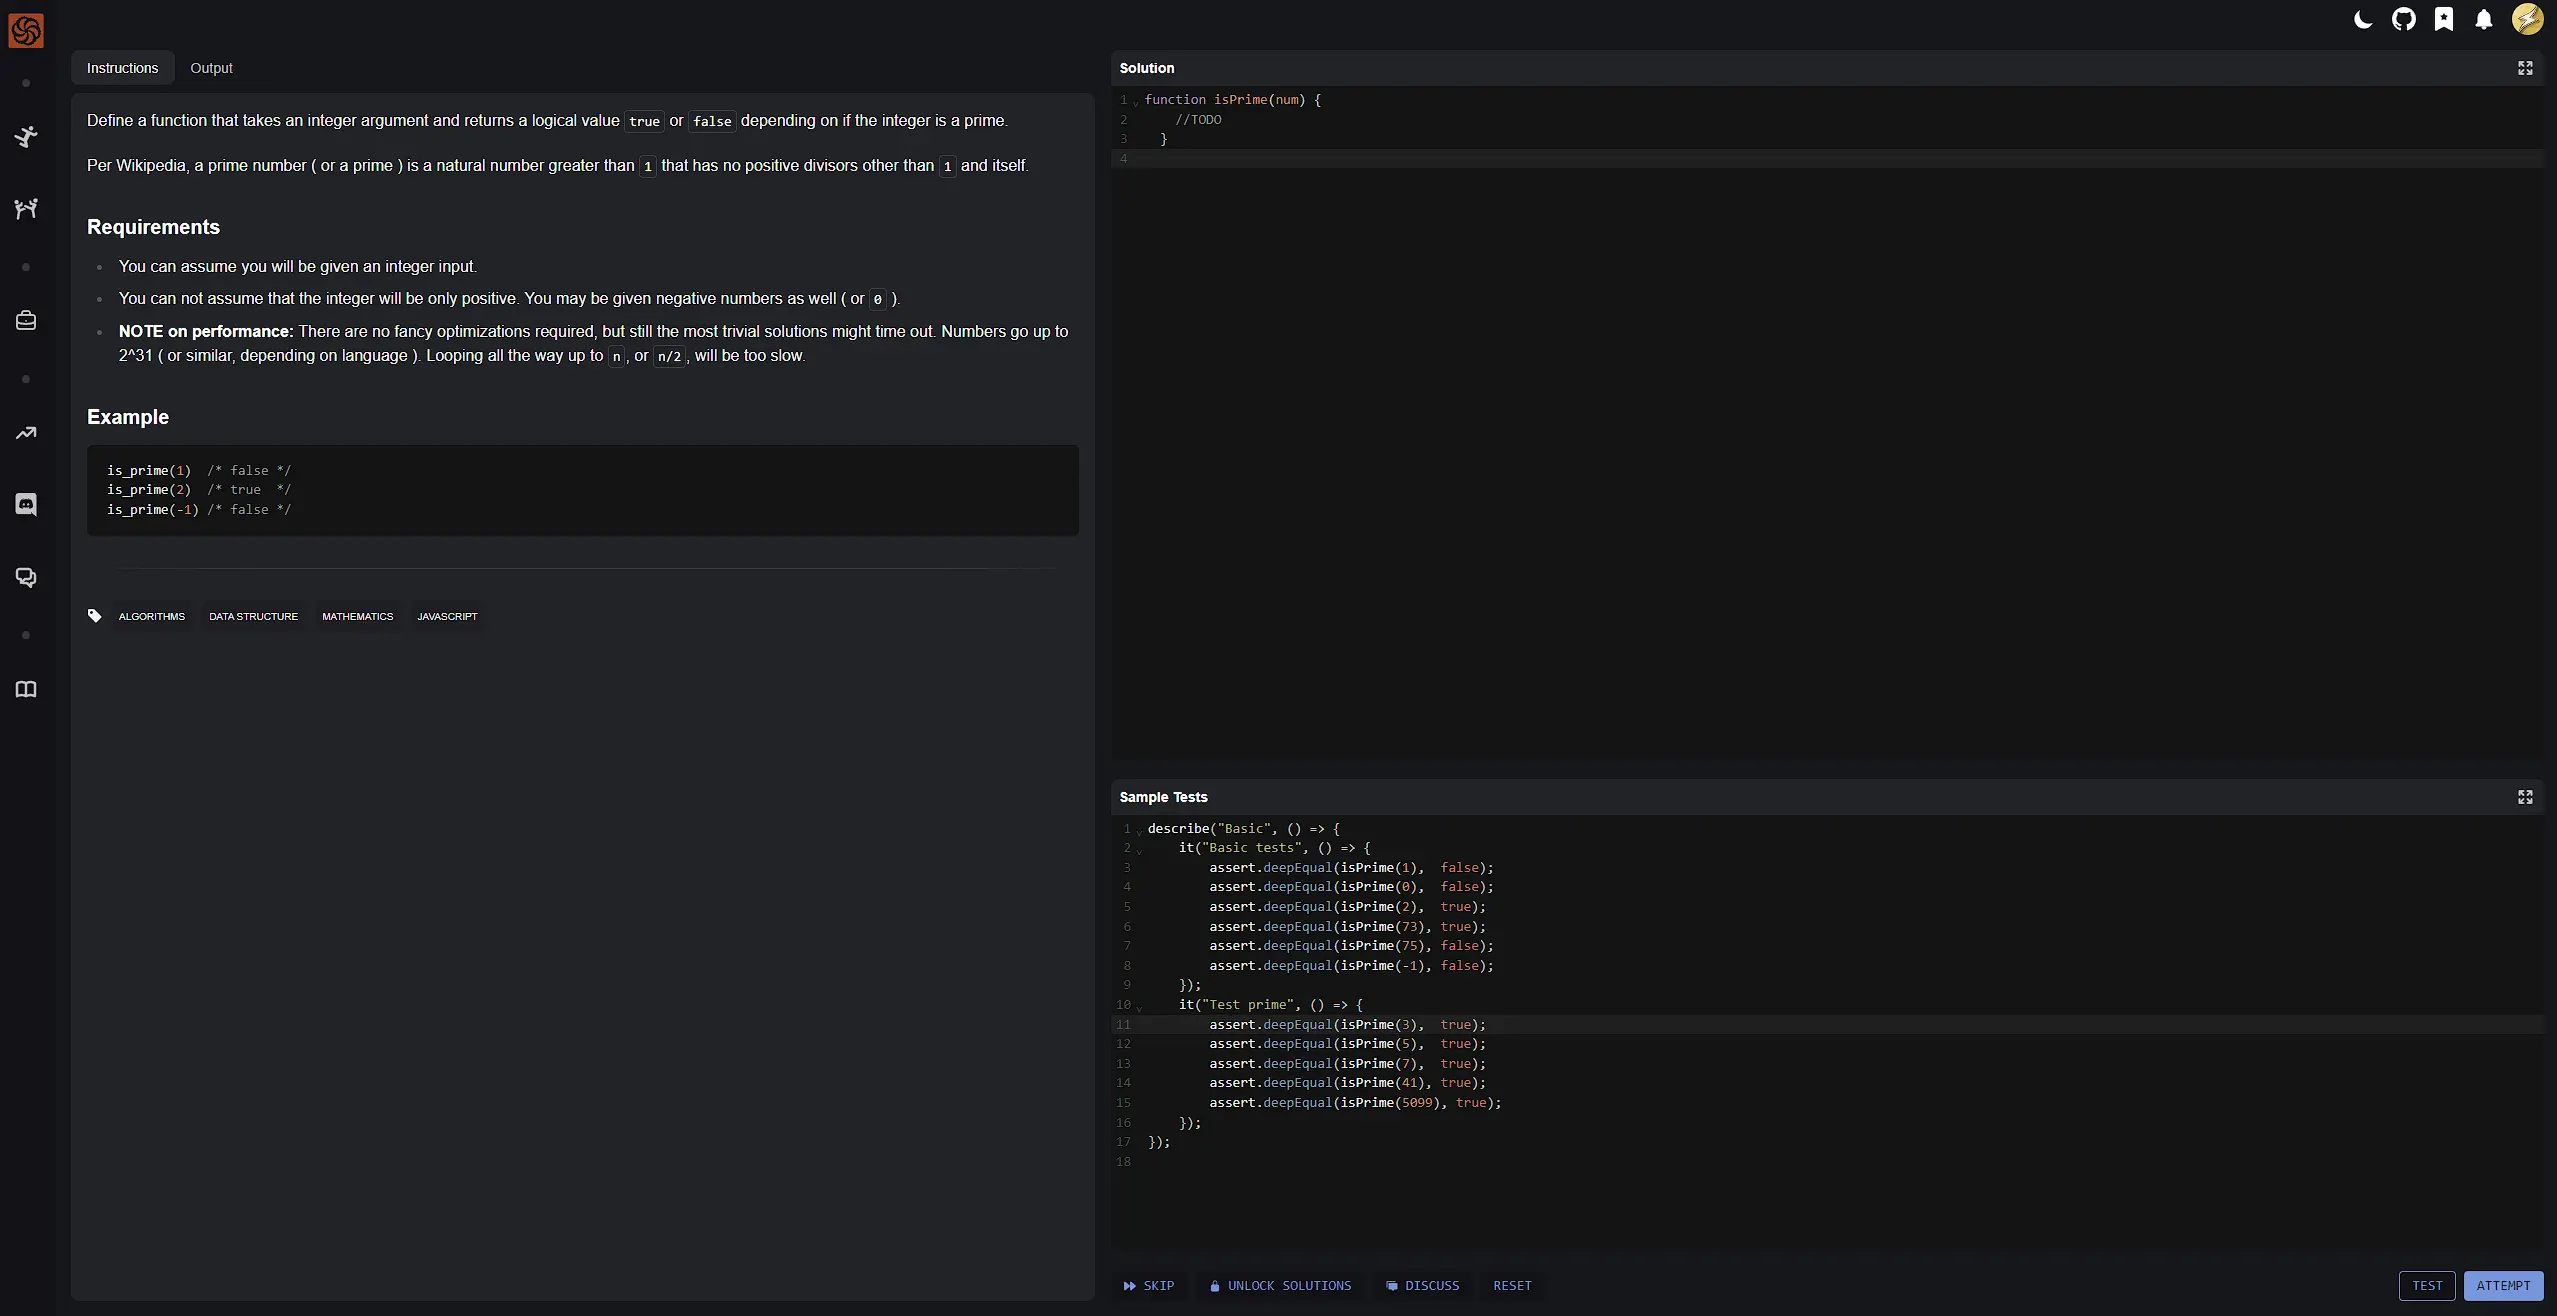 Instructions Output
Define a function that takes an integer argument and returns a logical value true or false depending on if the integer is a prime.
Per Wikipedia, a prime number ( or a prime ) is a natural number greater than 1 that has no positive divisors other than 1 and itself.
Requirements
You can assume you will be given an integer input.
You can not assume that the integer will be only positive. You may be given negative numbers as well ( or 0 ).
NOTE on performance: There are no fancy optimizations required, but still the most trivial solutions might time out. Numbers go up to
2^31 ( or similar, depending on language ). Looping all the way up to n, or n/2, will be too slow.
Example
is_prime(1)  /* false */
is_prime(2)  /* true  */
is_prime(-1) /* false */
ALGORITHMS DATA STRUCTURE MATHEMATICS JAVASCRIPT
Solution
1 function isPrime(num) {
2     //TODO
3   }
4
Sample Tests
1 describe("Basic", () => {
2     it("Basic tests", () => {
3         assert.deepEqual(isPrime(1),  false);
4         assert.deepEqual(isPrime(0),  false);
5         assert.deepEqual(isPrime(2),  true);
6         assert.deepEqual(isPrime(73), true);
7         assert.deepEqual(isPrime(75), false);
8         assert.deepEqual(isPrime(-1), false);
9     });
10     it("Test prime", () => {
11         assert.deepEqual(isPrime(3),  true);
12         assert.deepEqual(isPrime(5),  true);
13         assert.deepEqual(isPrime(7),  true);
14         assert.deepEqual(isPrime(41), true);
15         assert.deepEqual(isPrime(5099), true);
16     });
17 });
18
SKIP UNLOCK SOLUTIONS DISCUSS RESET TEST ATTEMPT